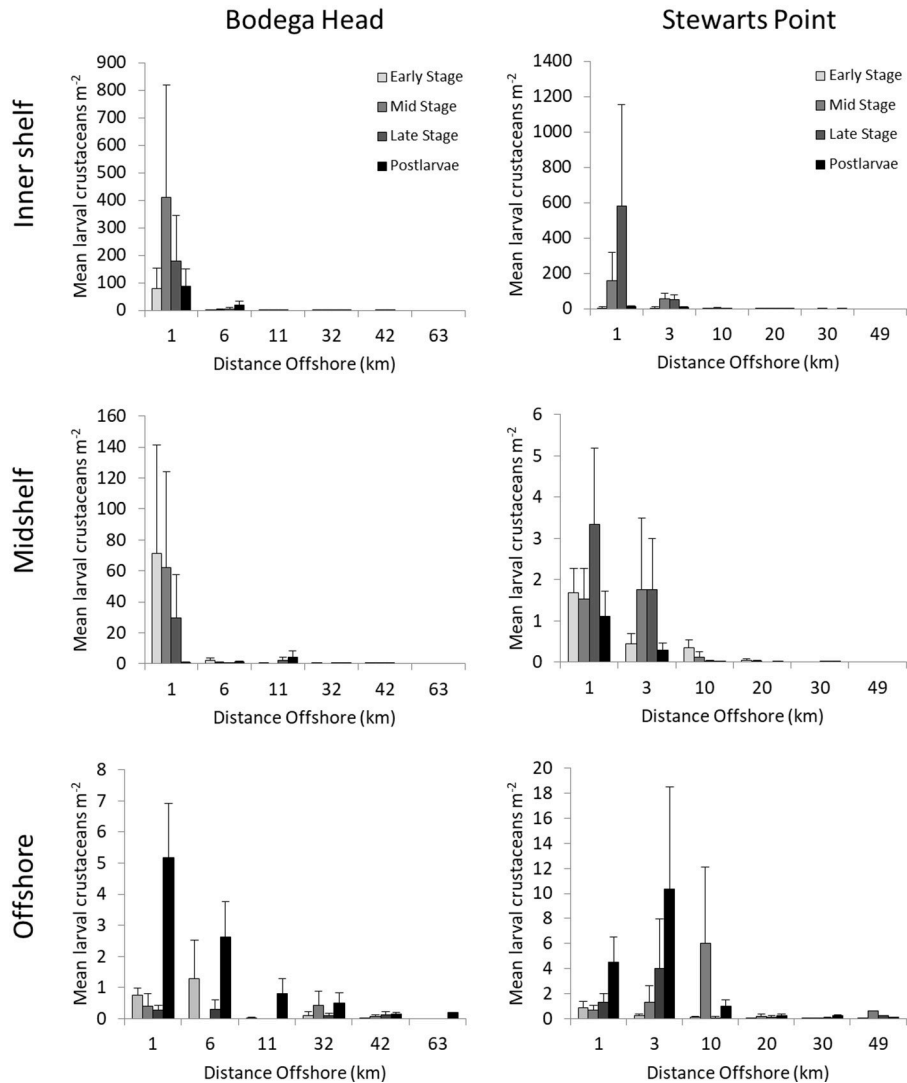 Bodega Head
Stewarts Point
Inner shelf
Mean larval crustaceans m-2
900
800
700
600
500
400
300
200
100
0
Early Stage
Mid Stage
Late Stage
Postlarvae
1 6 11 32 42 63
Distance Offshore (km)
Mean larval crustaceans m-2
1400
1200
1000
800
600
400
200
0
Early Stage
Mid Stage
Late Stage
Postlarvae
1 3 10 20 30 49
Distance Offshore (km)
Midshelf
Mean larval crustaceans m-2
160
140
120
100
80
60
40
20
0
1 6 11 32 42 63
Distance Offshore (km)
Mean larval crustaceans m-2
6
5
4
3
2
1
0
1 3 10 20 30 49
Distance Offshore (km)
Offshore
Mean larval crustaceans m-2
8
7
6
5
4
3
2
1
0
1 6 11 32 42 63
Distance Offshore (km)
Mean larval crustaceans m-2
20
18
16
14
12
10
8
6
4
2
0
1 3 10 20 30 49
Distance Offshore (km)